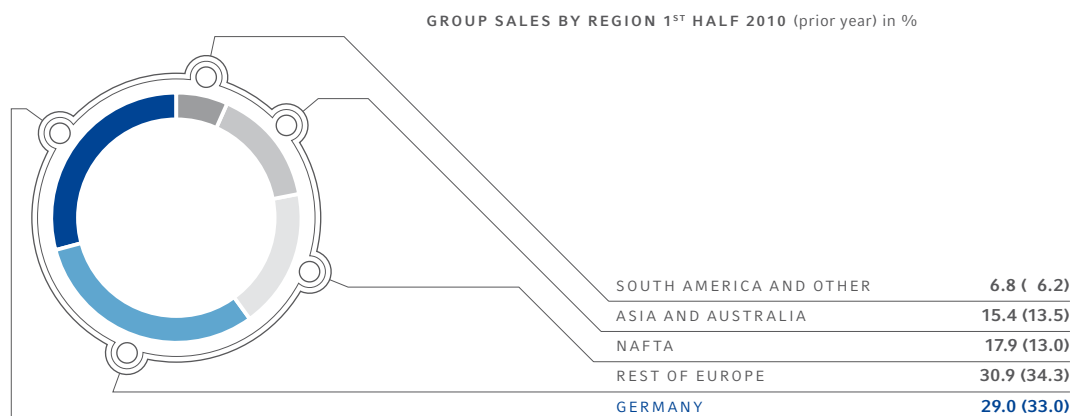 GROUP SALES BY REGION 1ST HALF 2010 (prior year) in %
SOUTH AMERICA AND OTHER 6.8 ( 6.2)
ASIA AND AUSTRALIA 15.4 (13.5)
NAFTA 17.9 (13.0)
REST OF EUROPE 30.9 (34.3)
GERMANY 29.0 (33.0)